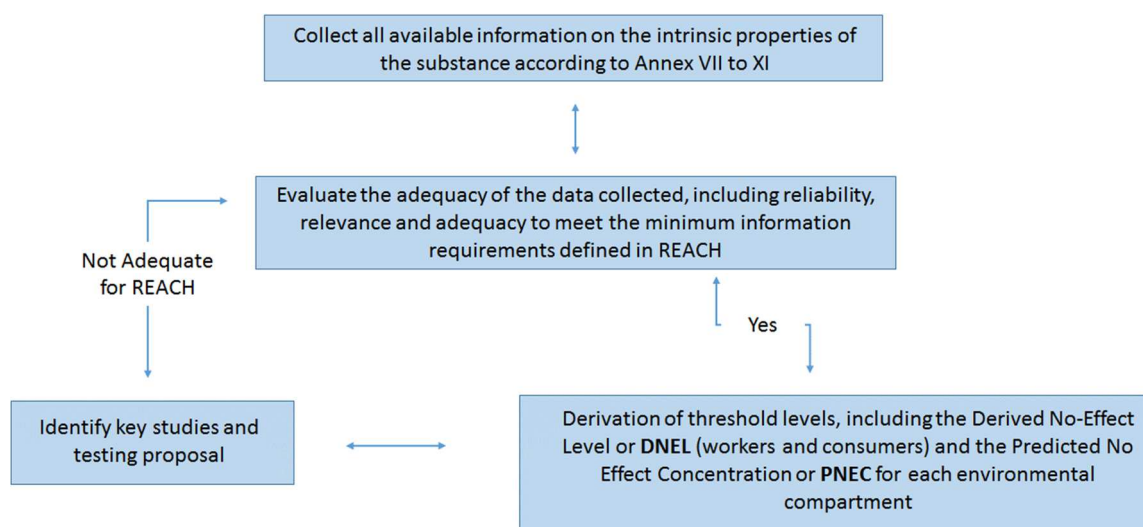 Collect all available information on the intrinsic properties of
the substance according to Annex VII to XI
Evaluate the adequacy of the data collected, including reliability,
relevance and adequacy to meet the minimum information
requirements defined in REACH
Not Adequate
for REACH
Yes
Identify key studies and
testing proposal
Derivation of threshold levels, including the Derived No-Effect
Level or DNEL (workers and consumers) and the Predicted No
Effect Concentration or PNEC for each environmental
compartment